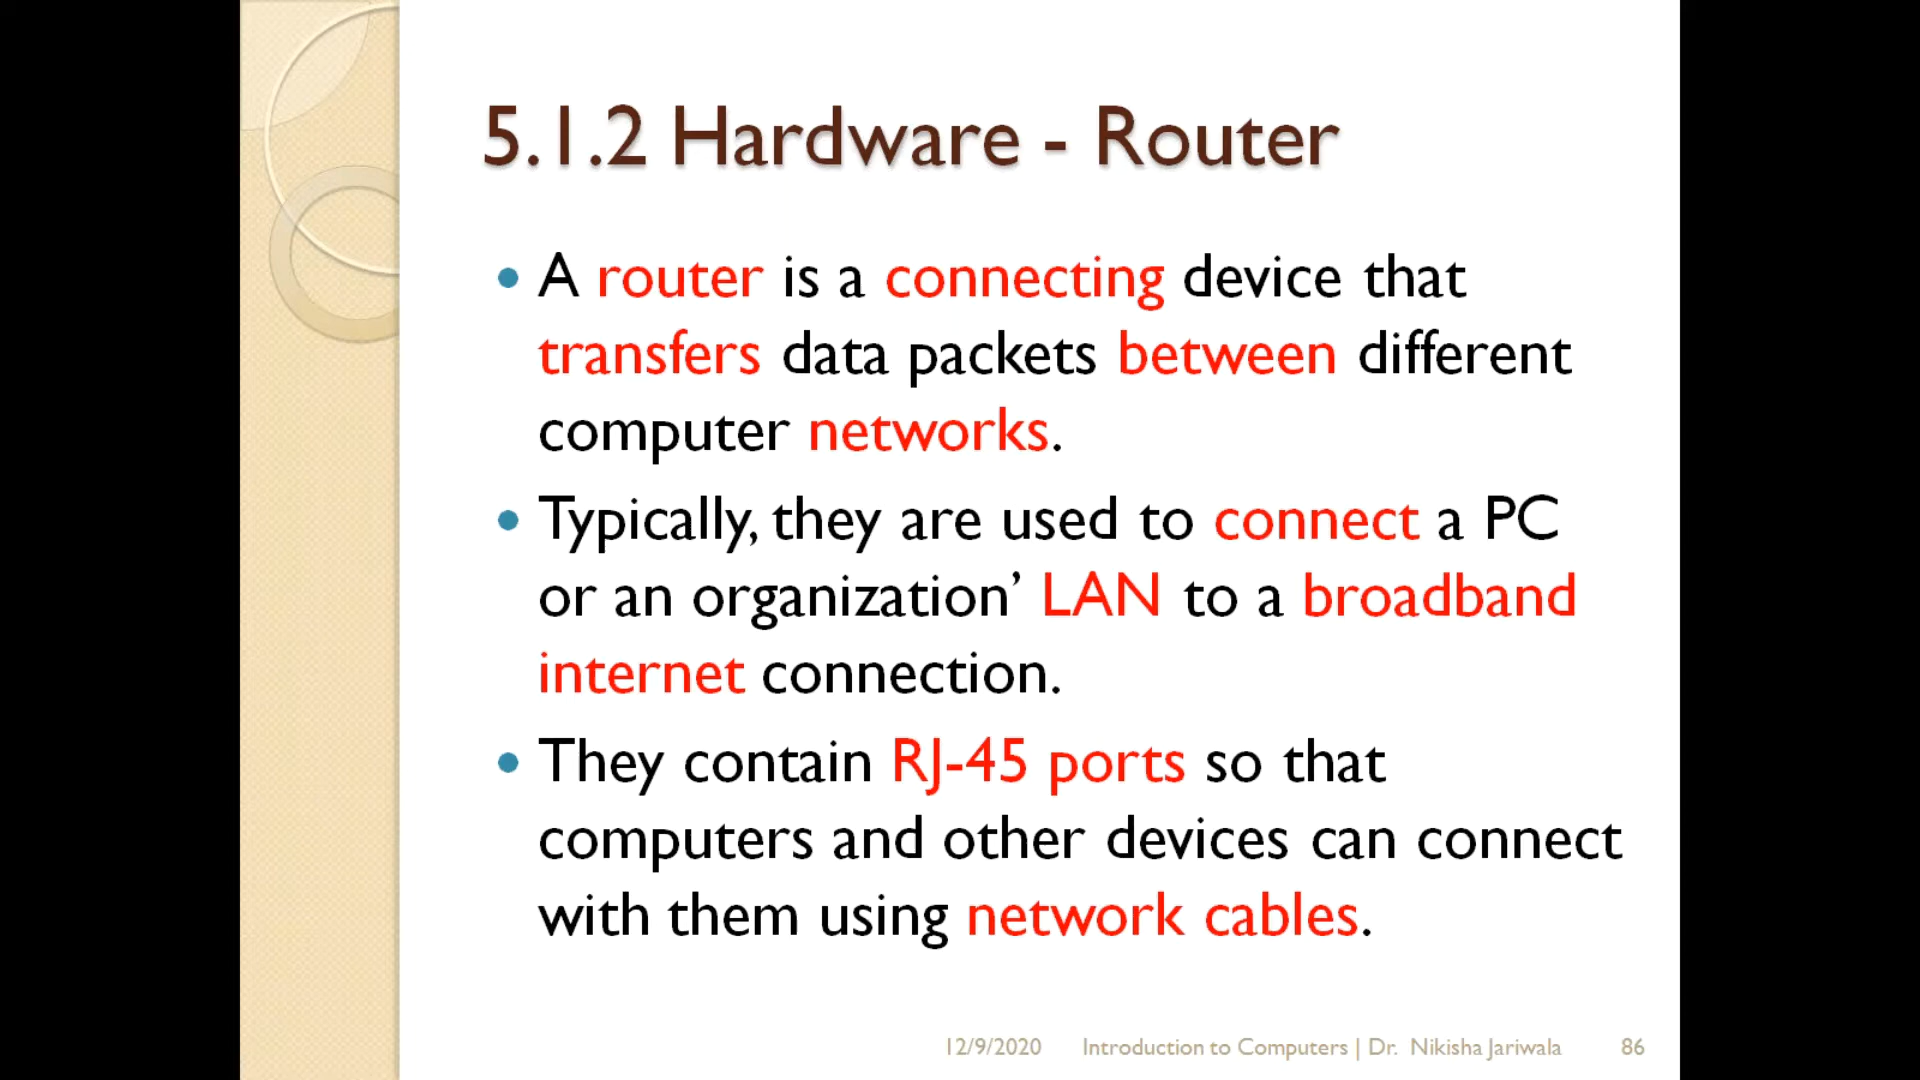 5.1.2 Hardware - Router
• A router is a connecting device that
transfers data packets between different
computer networks.
• Typically, they are used to connect a PC
or an organization’ LAN to a broadband
internet connection.
• They contain RJ-45 ports so that
computers and other devices can connect
with them using network cables.
12/9/2020 Introduction to Computers | Dr. Nikisha Jariwala 86